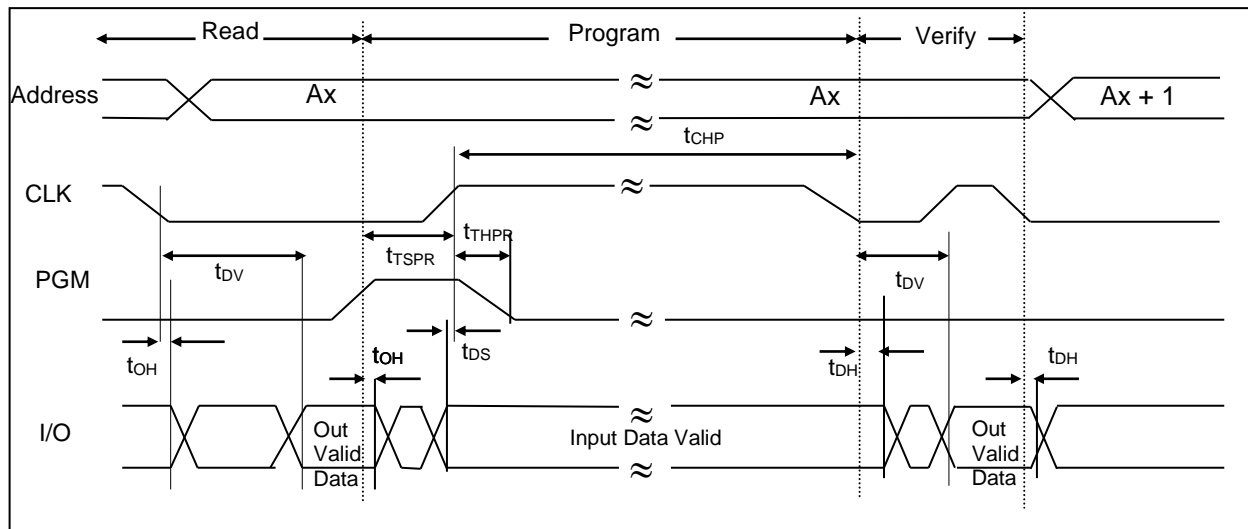 Read
Program
Verify
Address
Ax
≈
Ax
Ax + 1
≈
tCHP
CLK
≈
tTHPR
tTSPR
tDV
tDV
PGM
≈
tOH
tOH
tDS
tDH
tDH
I/O
Out
Valid
Data
≈
Input Data Valid
≈
Out
Valid
Data